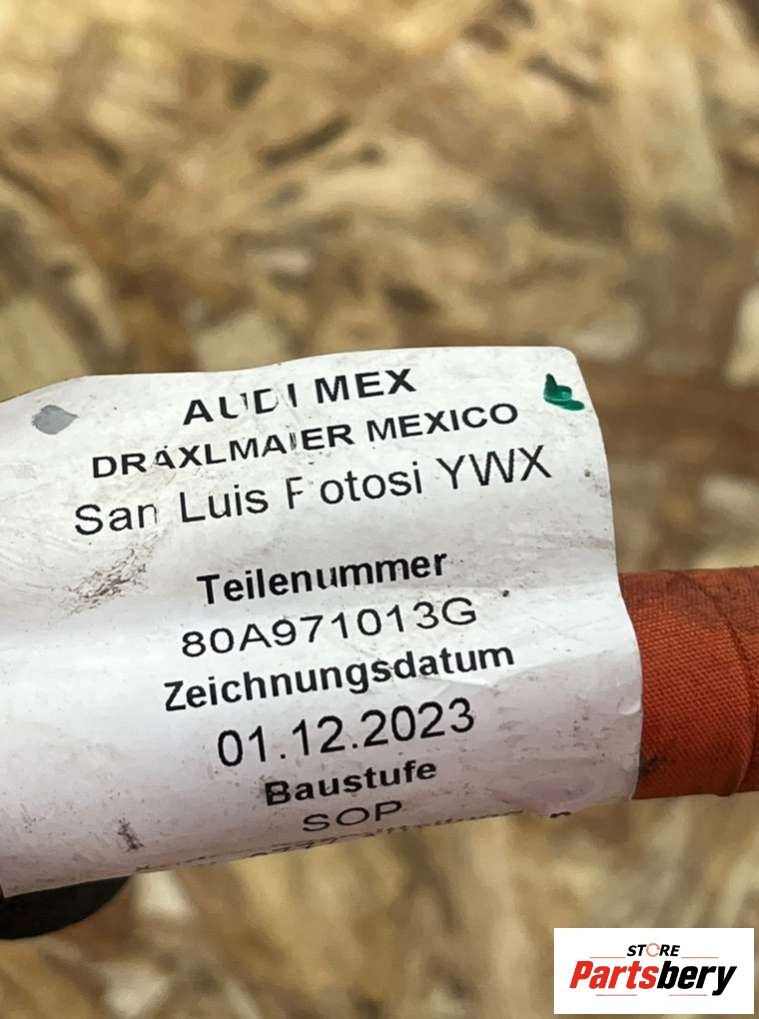 AUDI MEX
DRÄXLMAIER MEXICO
San Luis Potosi YWX
Teilenummer
80A971013G
Zeichnungsdatum
01.12.2023
Baustufe
SOP
STORE
Partsbery